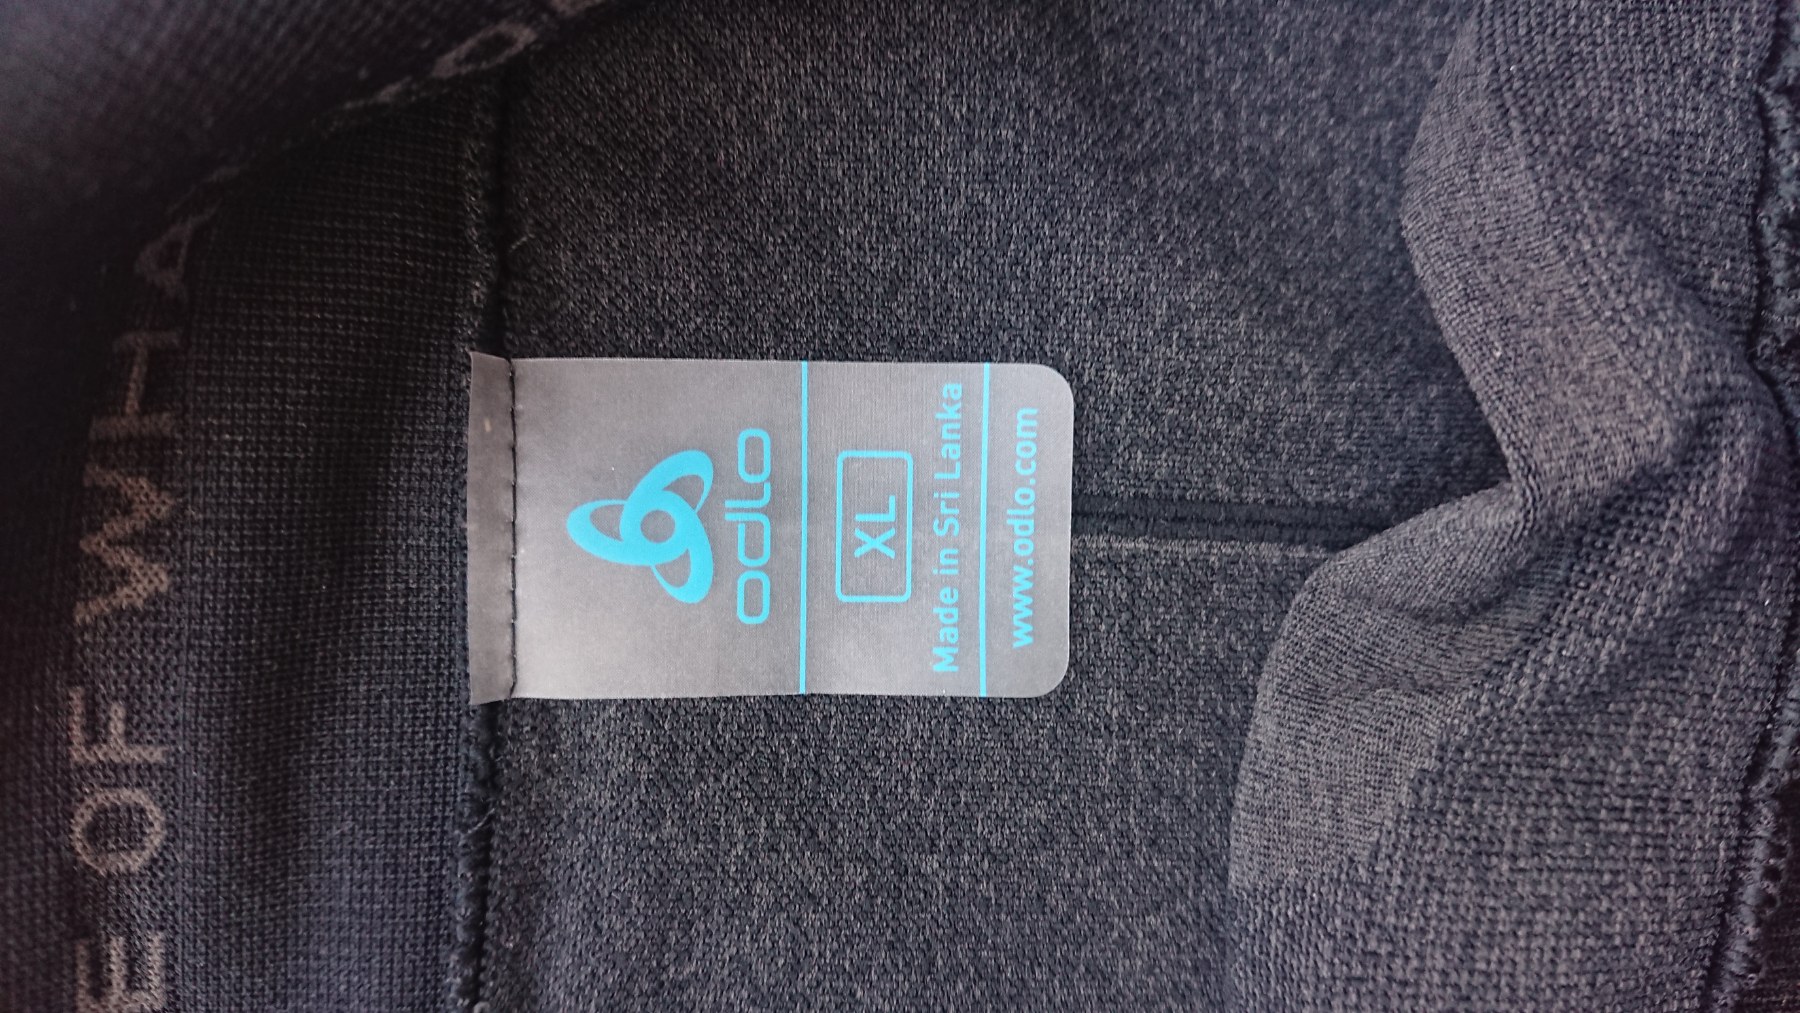 E OF WHA
odlo
XL
Made in Sri Lanka
www.odlo.com